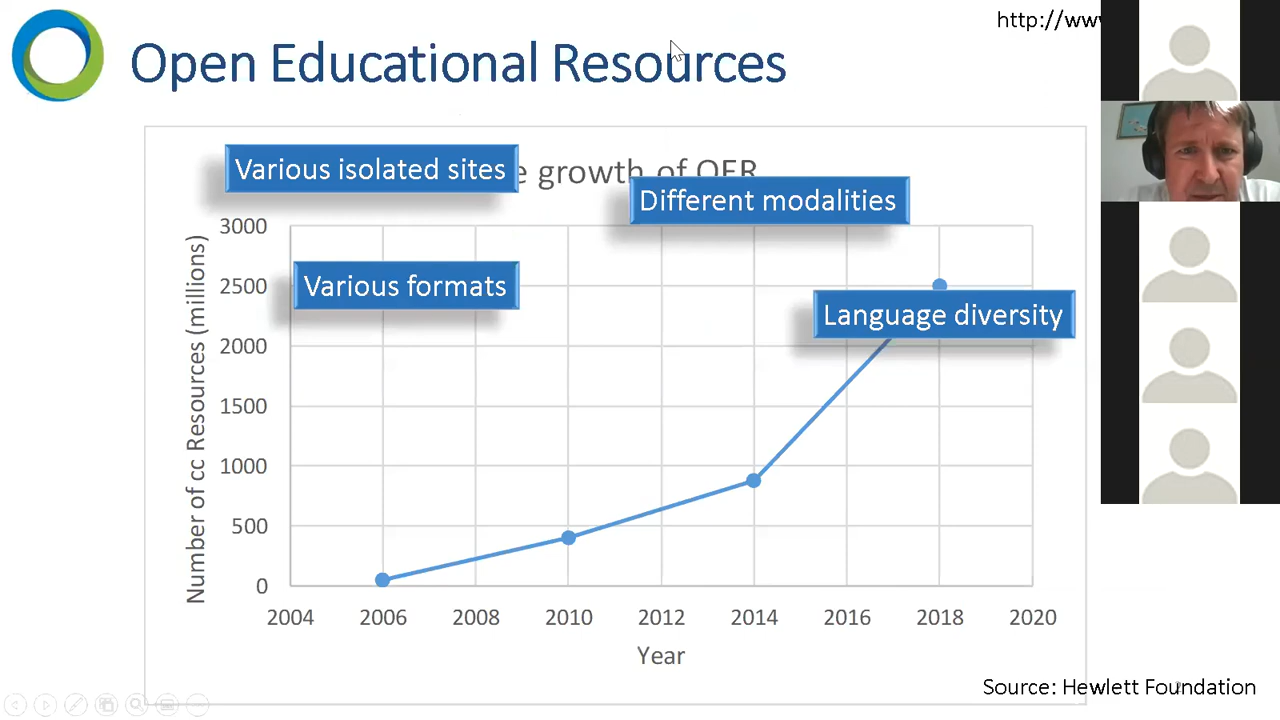 http://www
Open Educational Resources
Various isolated sites
e growth of OER
Different modalities
Various formats
Language diversity
Number of cc Resources (millions)
3000
2500
2000
1500
1000
500
0
2004 2006 2008 2010 2012 2014 2016 2018 2020
Year
Source: Hewlett Foundation